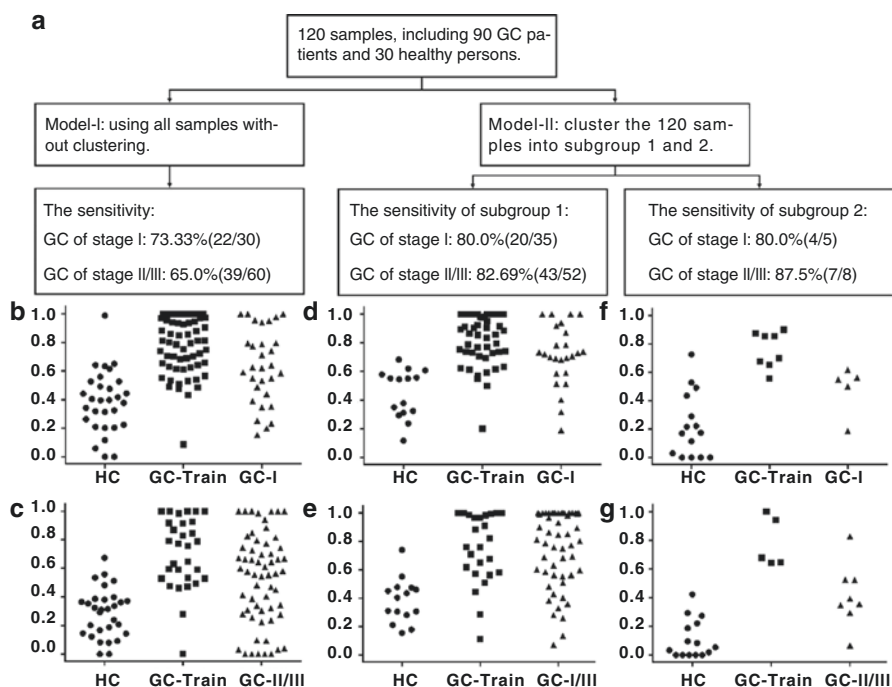 a
120 samples, including 90 GC pa-
tients and 30 healthy persons.
Model-I: using all samples with-
out clustering.
Model-II: cluster the 120 sam-
ples into subgroup 1 and 2.
The sensitivity:
GC of stage I: 73.33%(22/30)
GC of stage II/III: 65.0%(39/60)
The sensitivity of subgroup 1:
GC of stage I: 80.0%(20/35)
GC of stage II/III: 82.69%(43/52)
The sensitivity of subgroup 2:
GC of stage I: 80.0%(4/5)
GC of stage II/III: 87.5%(7/8)
b
1.0
0.8
0.6
0.4
0.2
0.0
HC GC-Train GC-I
d
1.0
0.8
0.6
0.4
0.2
0.0
HC GC-Train GC-I
f
1.0
0.8
0.6
0.4
0.2
0.0
HC GC-Train GC-I
c
1.0
0.8
0.6
0.4
0.2
0.0
HC GC-Train GC-II/III
e
1.0
0.8
0.6
0.4
0.2
0.0
HC GC-Train GC-I/III
g
1.0
0.8
0.6
0.4
0.2
0.0
HC GC-Train GC-II/III